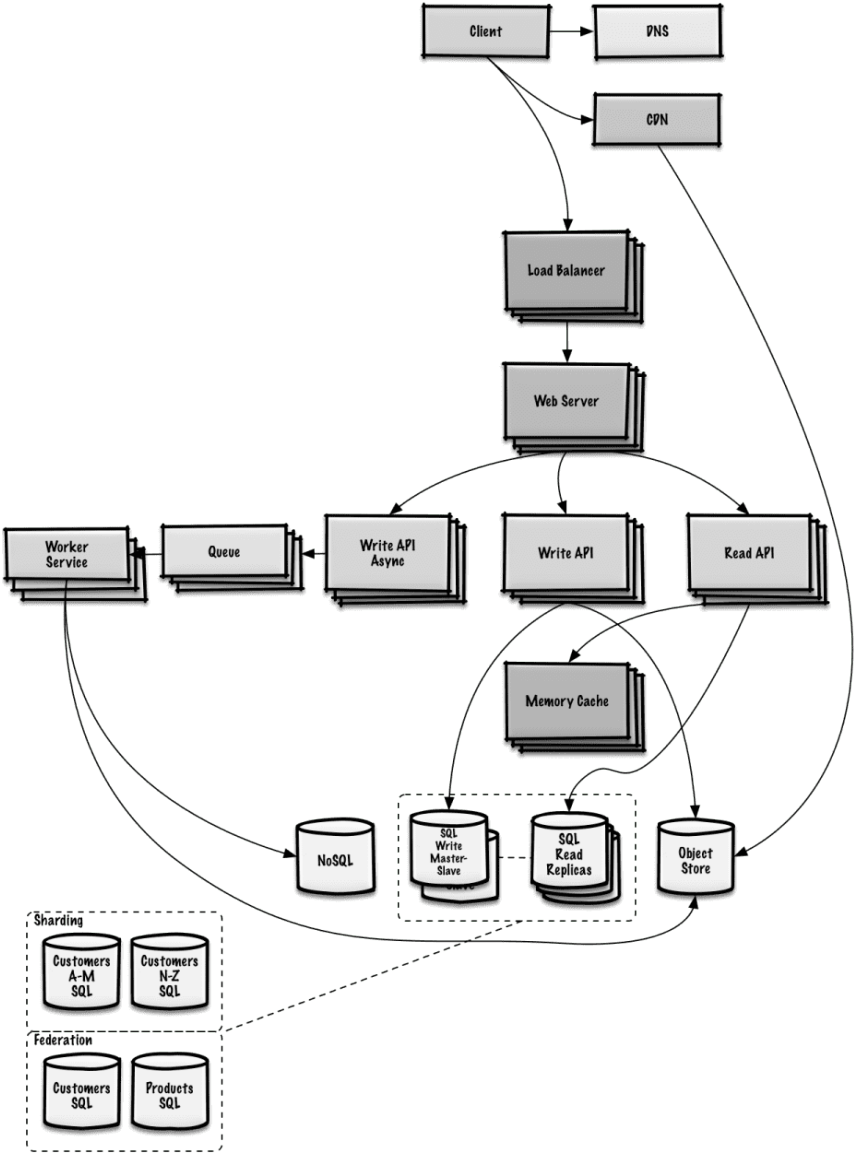 Client
DNS
CDN
Load Balancer
Web Server
Worker
Service
Queue
Write API
Async
Write API
Read API
Memory Cache
NoSQL
SQL
Write
Master-
Slave
Slave
SQL
Read
Replicas
Object
Store
Sharding
Customers
A-M
SQL
Customers
N-Z
SQL
Federation
Customers
SQL
Products
SQL